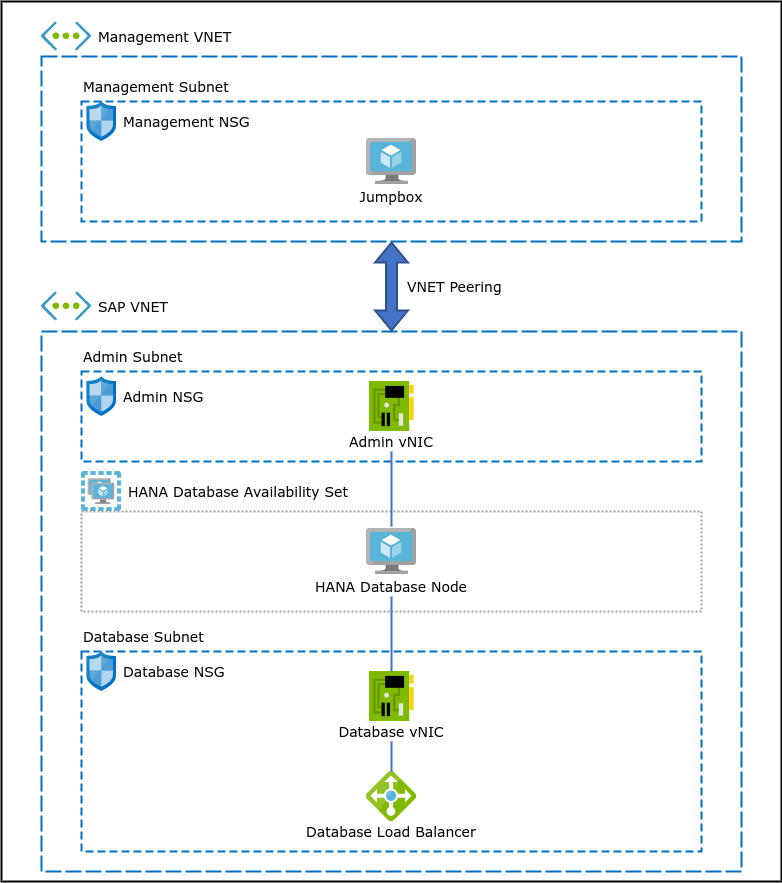 Management VNET
Management Subnet
Management NSG
Jumpbox
VNET Peering
SAP VNET
Admin Subnet
Admin NSG
Admin vNIC
HANA Database Availability Set
HANA Database Node
Database Subnet
Database NSG
Database vNIC
Database Load Balancer